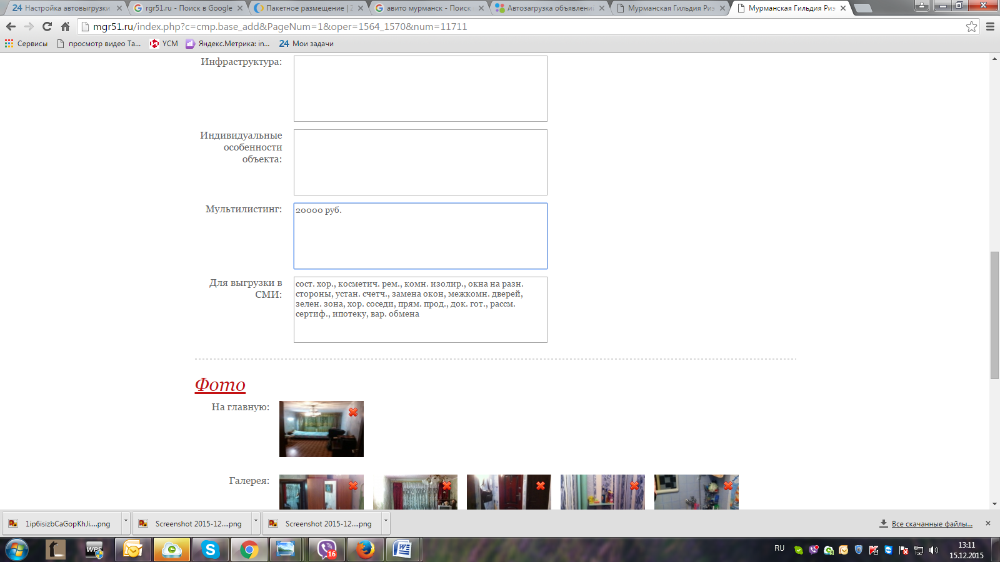 24 Настройка автовыгрузки
rgr51.ru - Поиск в Google
Пакетное размещение |
авито мурманск - Поиск
Автозагрузка объявлени
Мурманская Гильдия Риэ
Мурманская Гильдия Риэ
mgr51.ru/index.php?c=cmp.base_add&PageNum=1&oper=1564_1570&num=11711
Сервисы
просмотр видео Та...
YCM
Яндекс.Метрика: in...
24 Мои задачи
Инфраструктура:
Индивидуальные
особенности
объекта:
Мультилистинг:
20000 руб.
Для выгрузки в
СМИ:
сост. хор., косметич. рем., комн. изолир., окна на разн.
стороны, устан. счетч., замена окон, межкомн. дверей,
зелен. зона, хор. соседи, прям. прод., док. гот., рассм.
сертиф., ипотеку, вар. обмена
Фото
На главную:
Галерея:
1ip6isizbCaGopKhJi....png
Screenshot 2015-12....png
Screenshot 2015-12....png
Все скачанные файлы...
WPS
16
RU
13:11
15.12.2015